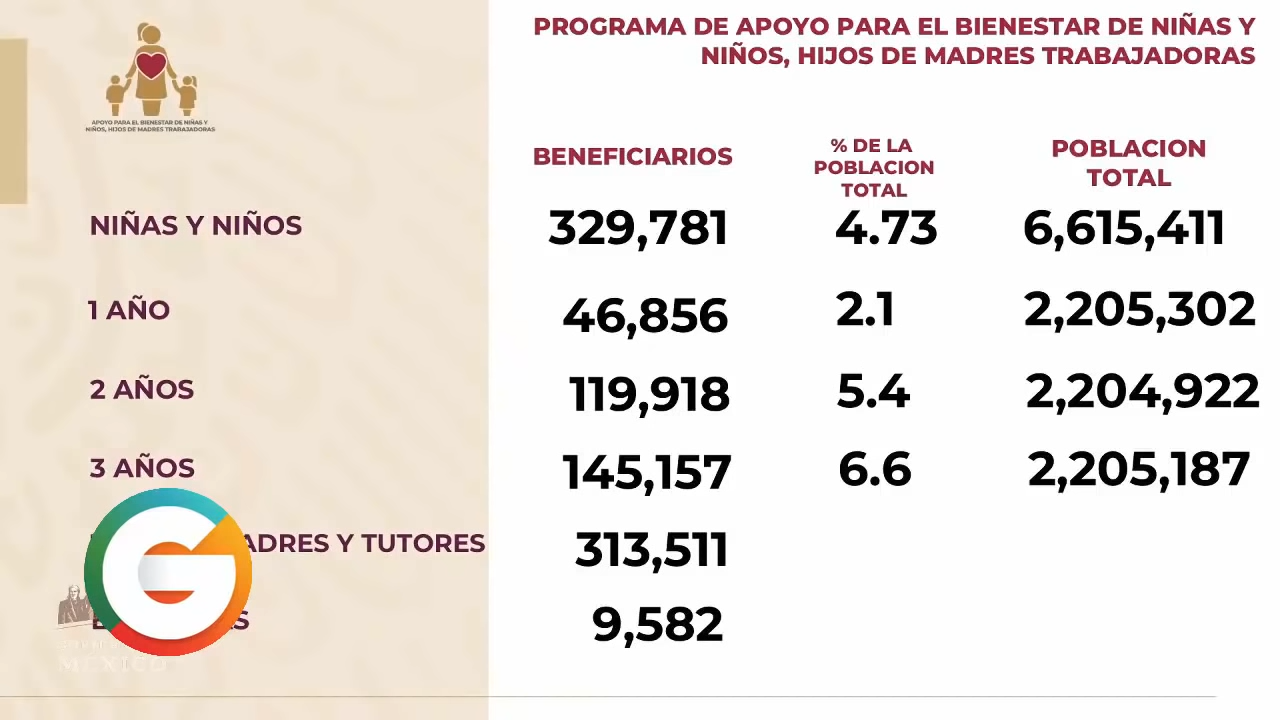 PROGRAMA DE APOYO PARA EL BIENESTAR DE NIÑAS Y
NIÑOS, HIJOS DE MADRES TRABAJADORAS
APOYO PARA EL BIENESTAR DE NIÑAS Y
NIÑOS, HIJOS DE MADRES TRABAJADORAS
BENEFICIARIOS
% DE LA
POBLACION
TOTAL
POBLACION
TOTAL
NIÑAS Y NIÑOS 329,781 4.73 6,615,411
1 AÑO 46,856 2.1 2,205,302
2 AÑOS 119,918 5.4 2,204,922
3 AÑOS 145,157 6.6 2,205,187
Y TUTORES 313,511
9,582
G
MÉXICO